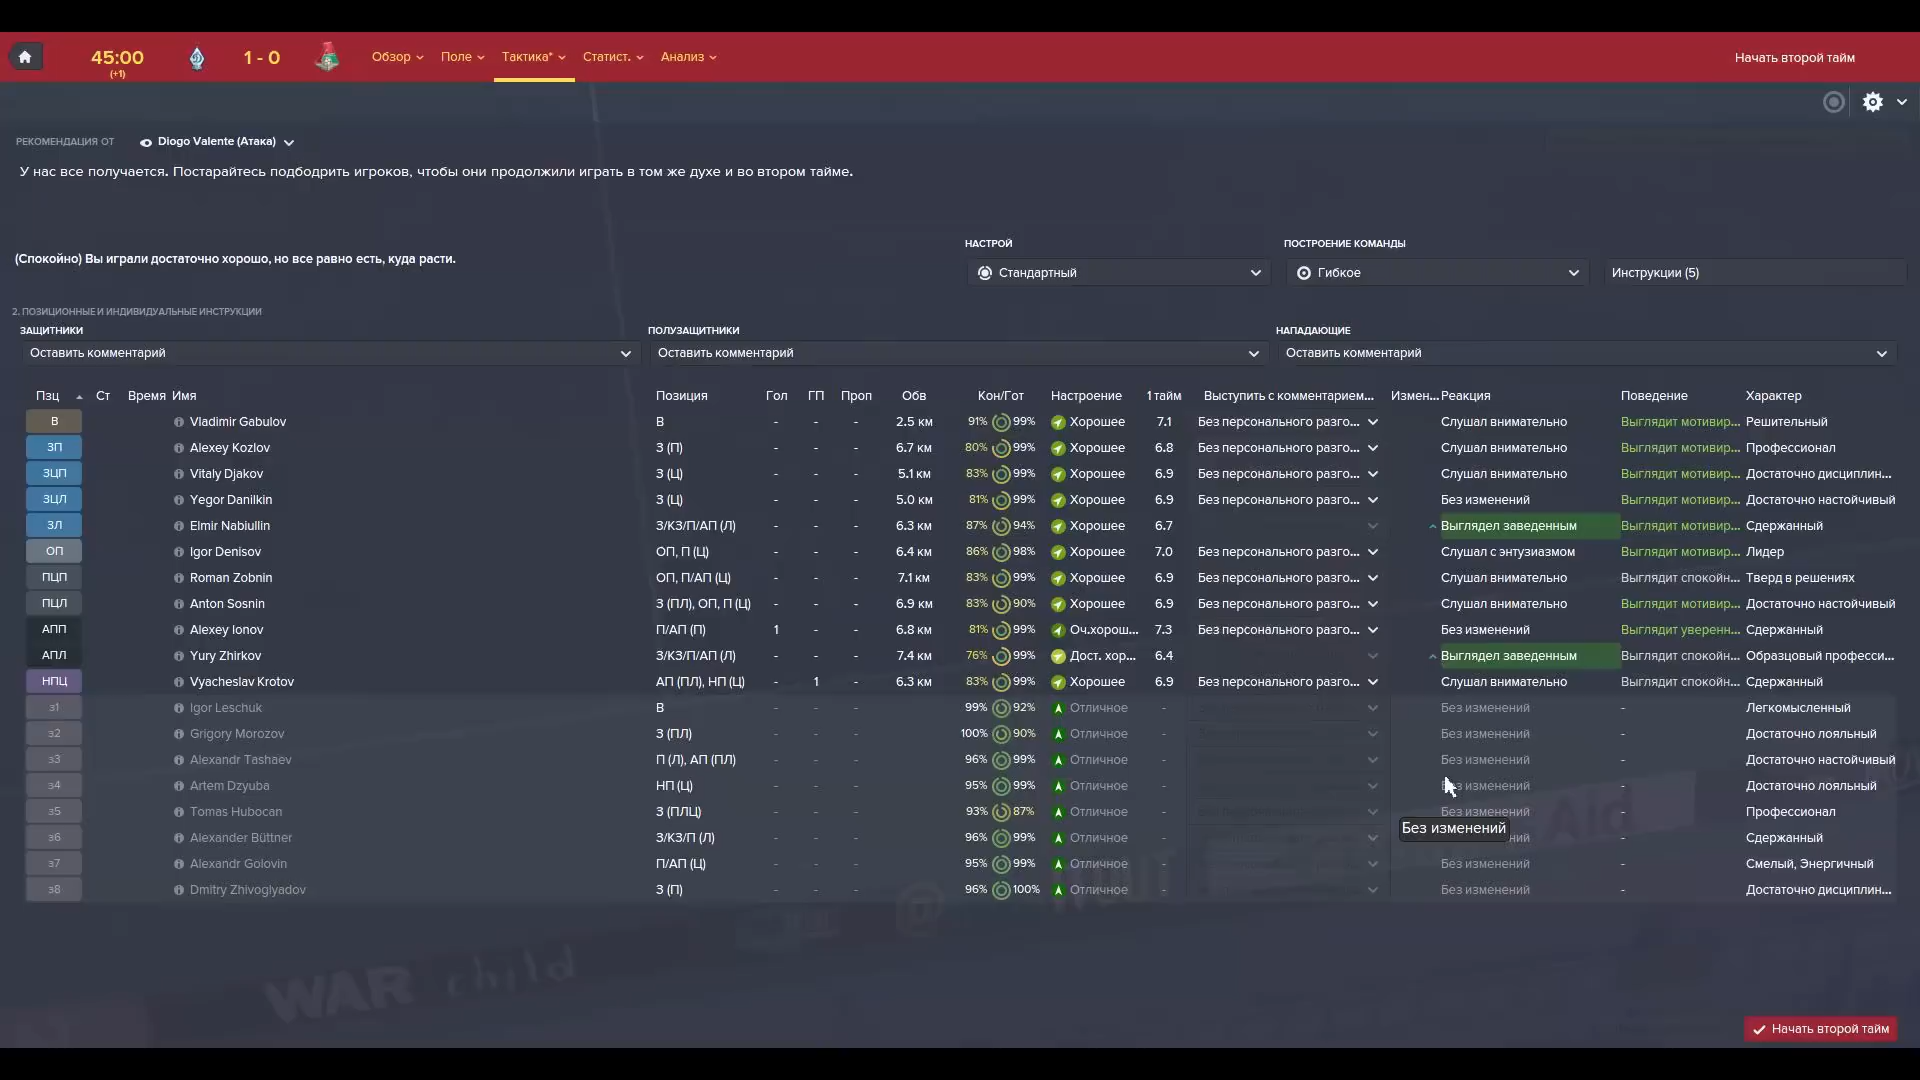 45:00 1 - 0 Обзор Поле Тактика* Статист. Анализ Начать второй тайм
(+1)
РЕКОМЕНДАЦИЯ ОТ Diogo Valente (Атака)
У нас все получается. Постарайтесь подбодрить игроков, чтобы они продолжили играть в том же духе и во втором тайме.
НАСТРОЙ ПОСТРОЕНИЕ КОМАНДЫ
(Спокойно) Вы играли достаточно хорошо, но все равно есть, куда расти. Стандартный Гибкое Инструкции (5)
2. ПОЗИЦИОННЫЕ И ИНДИВИДУАЛЬНЫЕ ИНСТРУКЦИИ
ЗАЩИТНИКИ ПОЛУЗАЩИТНИКИ НАПАДАЮЩИЕ
Оставить комментарий Оставить комментарий Оставить комментарий
Пзц Ст Время Имя Позиция Гол ГП Проп Обв Кон/Гот Настроение 1 тайм Выступить с комментарием... Измен... Реакция Поведение Характер
В Vladimir Gabulov В - - - 2.5 км 91% 99% Хорошее 7.1 Без персонального разго... Слушал внимательно Выглядит мотивир... Решительный
ЗП Alexey Kozlov З (П) - - - 6.7 км 80% 99% Хорошее 6.8 Без персонального разго... Слушал внимательно Выглядит мотивир... Профессионал
ЗЦП Vitaly Djakov З (Ц) - - - 5.1 км 83% 99% Хорошее 6.9 Без персонального разго... Слушал внимательно Выглядит мотивир... Достаточно дисциплин...
ЗЦЛ Yegor Danilkin З (Ц) - - - 5.0 км 81% 99% Хорошее 6.9 Без персонального разго... Без изменений Выглядит мотивир... Достаточно настойчивый
ЗЛ Elmir Nabiullin З/КЗ/П/АП (Л) - - - 6.3 км 87% 94% Хорошее 6.7 Выглядел заведенным Выглядит мотивир... Сдержанный
ОП Igor Denisov ОП, П (Ц) - - - 6.4 км 86% 98% Хорошее 7.0 Без персонального разго... Слушал с энтузиазмом Выглядит мотивир... Лидер
ПЦП Roman Zobnin ОП, П/АП (Ц) - - - 7.1 км 83% 99% Хорошее 6.9 Без персонального разго... Слушал внимательно Выглядит спокойн... Тверд в решениях
ПЦЛ Anton Sosnin З (ПЛ), ОП, П (Ц) - - - 6.9 км 83% 90% Хорошее 6.9 Без персонального разго... Слушал внимательно Выглядит мотивир... Достаточно настойчивый
АПП Alexey Ionov П/АП (П) 1 - - 6.8 км 81% 99% Оч.хорош... 7.3 Без персонального разго... Без изменений Выглядит уверенн... Сдержанный
АПЛ Yury Zhirkov З/КЗ/П/АП (Л) - - - 7.4 км 76% 99% Дост. хор... 6.4 Выглядел заведенным Выглядит спокойн... Образцовый професси...
НПЦ Vyacheslav Krotov АП (ПЛ), НП (Ц) - 1 - 6.3 км 83% 99% Хорошее 6.9 Без персонального разго... Слушал внимательно Выглядит спокойн... Сдержанный
з1 Igor Leschuk В - - - - 99% 92% Отличное - Без изменений - Легкомысленный
з2 Grigory Morozov З (ПЛ) - - - - 100% 90% Отличное - Без изменений - Достаточно лояльный
з3 Alexandr Tashaev П (Л), АП (ПЛ) - - - - 96% 99% Отличное - Без изменений - Достаточно настойчивый
з4 Artem Dzyuba НП (Ц) - - - - 95% 99% Отличное - Без изменений - Достаточно лояльный
з5 Tomas Hubocan З (ПЛЦ) - - - - 93% 87% Отличное - Без изменений - Профессионал
з6 Alexander Büttner З/КЗ/П (Л) - - - - 96% 99% Отличное - Без изменений - Сдержанный
з7 Alexandr Golovin П/АП (Ц) - - - - 95% 99% Отличное - Без изменений - Смелый, Энергичный
з8 Dmitry Zhivoglyadov З (П) - - - - 96% 100% Отличное - Без изменений - Достаточно дисциплин...
WAR child
Начать второй тайм